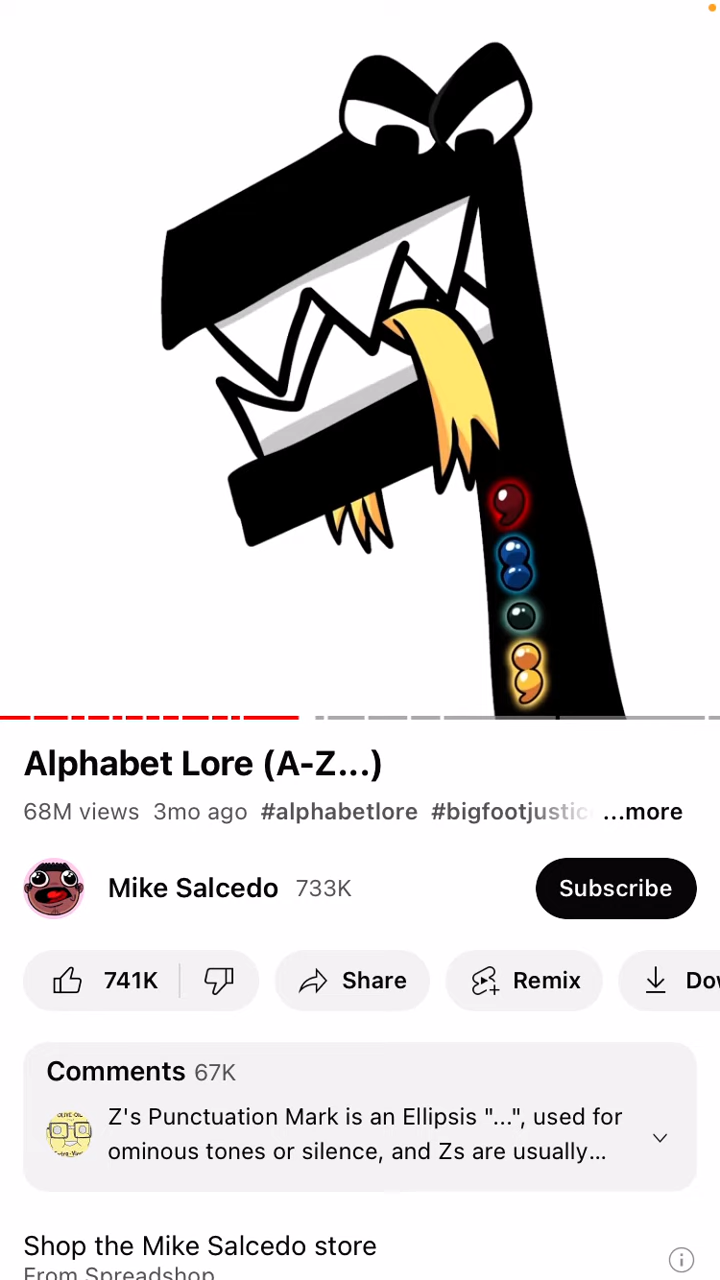 Alphabet Lore (A-Z...)
68M views 3mo ago #alphabetlore #bigfootjustic ...more
Mike Salcedo 733K Subscribe
741K Share Remix Dow
Comments 67K
Z's Punctuation Mark is an Ellipsis "...", used for
ominous tones or silence, and Zs are usually...
Shop the Mike Salcedo store
From Spreadshop